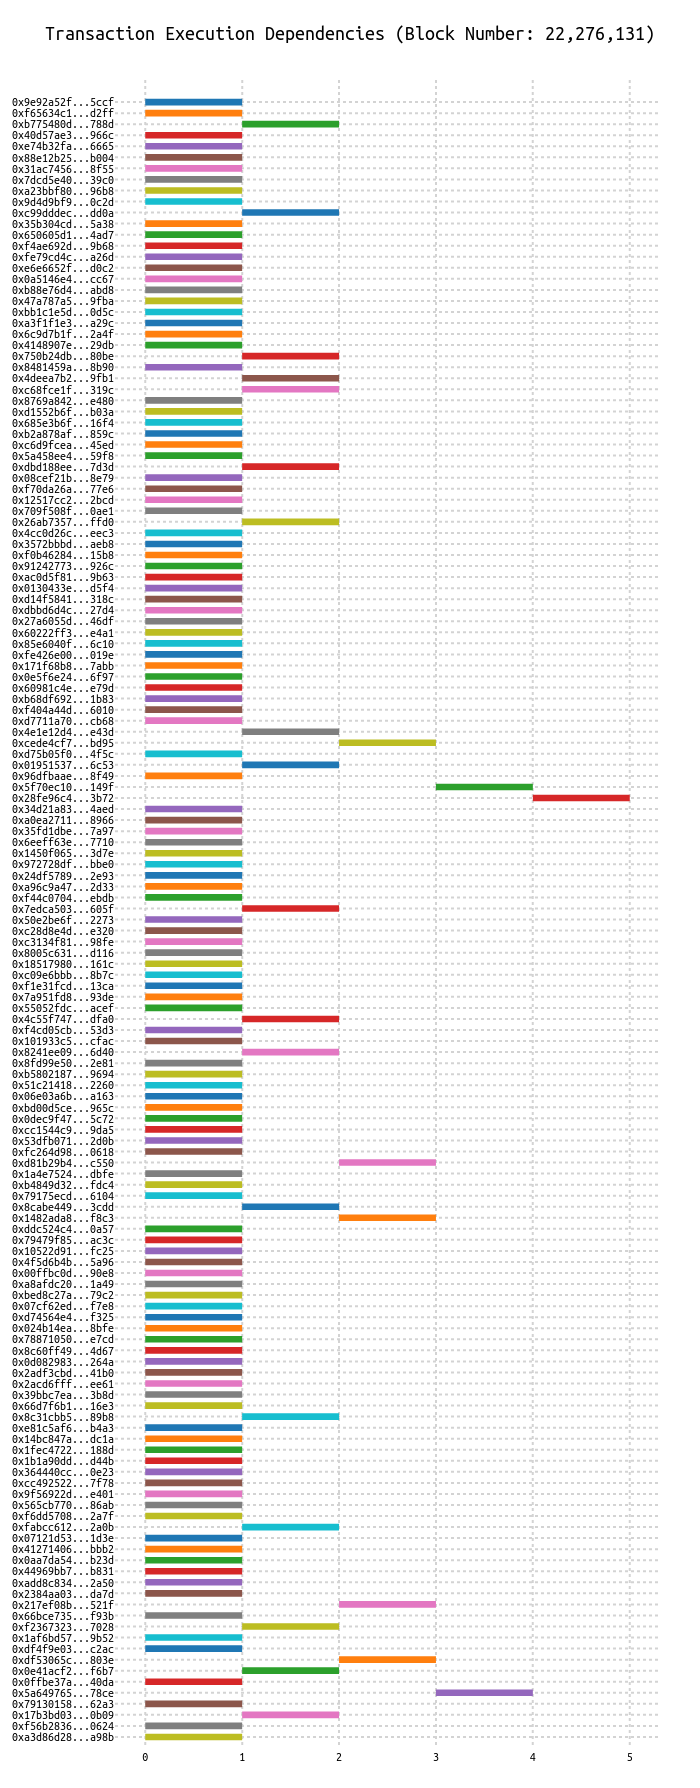 Transaction Execution Dependencies (Block Number: 22,276,131)
0x9e92a52f...5ccf
0xf65634c1...d2ff
0xb775480d...788d
0x40d57ae3...966c
0xe74b32fa...6665
0x88e12b25...b004
0x31ac7456...8f55
0x7dcd5e40...39c0
0xa23bbf80...96b8
0x9d4d9bf9...0c2d
0xc99dddec...dd0a
0x35b304cd...5a38
0x650605d1...4ad7
0xf4ae692d...9b68
0xfe79cd4c...a26d
0xe6e6652f...d0c2
0x0a5146e4...cc67
0xb88e76d4...abd8
0x47a787a5...9fba
0xbb1c1e5d...0d5c
0xa3f1f1e3...a29c
0x6c9d7b1f...2a4f
0x4148907e...29db
0x750b24db...80be
0x8481459a...8b90
0x4deea7b2...9fb1
0xc68fce1f...319c
0x8769a842...e480
0xd1552b6f...b03a
0x685e3b6f...16f4
0xb2a878af...859c
0xc6d9fcea...45ed
0x5a458ee4...59f8
0xdbd188ee...7d3d
0x08cef21b...8e79
0xf70da26a...77e6
0x12517cc2...2bcd
0x709f508f...0ae1
0x26ab7357...ffd0
0x4cc0d26c...eec3
0x3572bbbd...aeb8
0xf0b46284...15b8
0x91242773...926c
0xac0d5f81...9b63
0x0130433e...d5f4
0xd14f5841...318c
0xdbbd6d4c...27d4
0x27a6055d...46df
0x60222ff3...e4a1
0x85e6040f...6c10
0xfe426e00...019e
0x171f68b8...7abb
0x0e5f6e24...6f97
0x60981c4e...e79d
0xb68df692...1b83
0xf404a44d...6010
0xd7711a70...cb68
0x4e1e12d4...e43d
0xcede4cf7...bd95
0xd75b05f0...4f5c
0x01951537...6c53
0x96dfbaae...8f49
0x5f70ec10...149f
0x28fe96c4...3b72
0x34d21a83...4aed
0xa0ea2711...8966
0x35fd1dbe...7a97
0x6eeff63e...7710
0x1450f065...3d7e
0x972728df...bbe0
0x24df5789...2e93
0xa96c9a47...2d33
0xf44c0704...ebdb
0x7edca503...605f
0x50e2be6f...2273
0xc28d8e4d...e320
0xc3134f81...98fe
0x8005c631...d116
0x18517980...161c
0xc09e6bbb...8b7c
0xf1e31fcd...13ca
0x7a951fd8...93de
0x55052fdc...acef
0x4c55f747...dfa0
0xf4cd05cb...53d3
0x101933c5...cfac
0x8241ee09...6d40
0x8fd99e50...2e81
0xb5802187...9694
0x51c21418...2260
0x06e03a6b...a163
0xbd00d5ce...965c
0x0dec9f47...5c72
0xcc1544c9...9da5
0x53dfb071...2d0b
0xfc264d98...0618
0xd81b29b4...c550
0x1a4e7524...dbfe
0xb4849d32...fdc4
0x79175ecd...6104
0x8cabe449...3cdd
0x1482ada8...f8c3
0xddc524c4...0a57
0x79479f85...ac3c
0x10522d91...fc25
0x4f5d6b4b...5a96
0x00ffbc0d...90e8
0xa8afdc20...1a49
0xbed8c27a...79c2
0x07cf62ed...f7e8
0xd74564e4...f325
0x024b14ea...8bfe
0x78871050...e7cd
0x8c60ff49...4d67
0x0d082983...264a
0x2adf3cbd...41b0
0x2acd6fff...ee61
0x39bbc7ea...3b8d
0x66d7f6b1...16e3
0x8c31cbb5...89b8
0xe81c5af6...b4a3
0x14bc847a...dc1a
0x1fec4722...188d
0x1b1a90dd...d44b
0x364440cc...0e23
0xcc492522...7f78
0x9f56922d...e401
0x565cb770...86ab
0xf6dd5708...2a7f
0xfabcc612...2a0b
0x07121d53...1d3e
0x41271406...bbb2
0x0aa7da54...b23d
0x44969bb7...b831
0xadd8c834...2a50
0x2384aa03...da7d
0x217ef08b...521f
0x66bce735...f93b
0xf2367323...7028
0x1af6bd57...9b52
0xdf4f9e03...c2ac
0xdf53065c...803e
0x0e41acf2...f6b7
0x0ffbe37a...40da
0x5a649765...78ce
0x79130158...62a3
0x17b3bd03...0b09
0xf56b2836...0624
0xa3d86d28...a98b
0 1 2 3 4 5